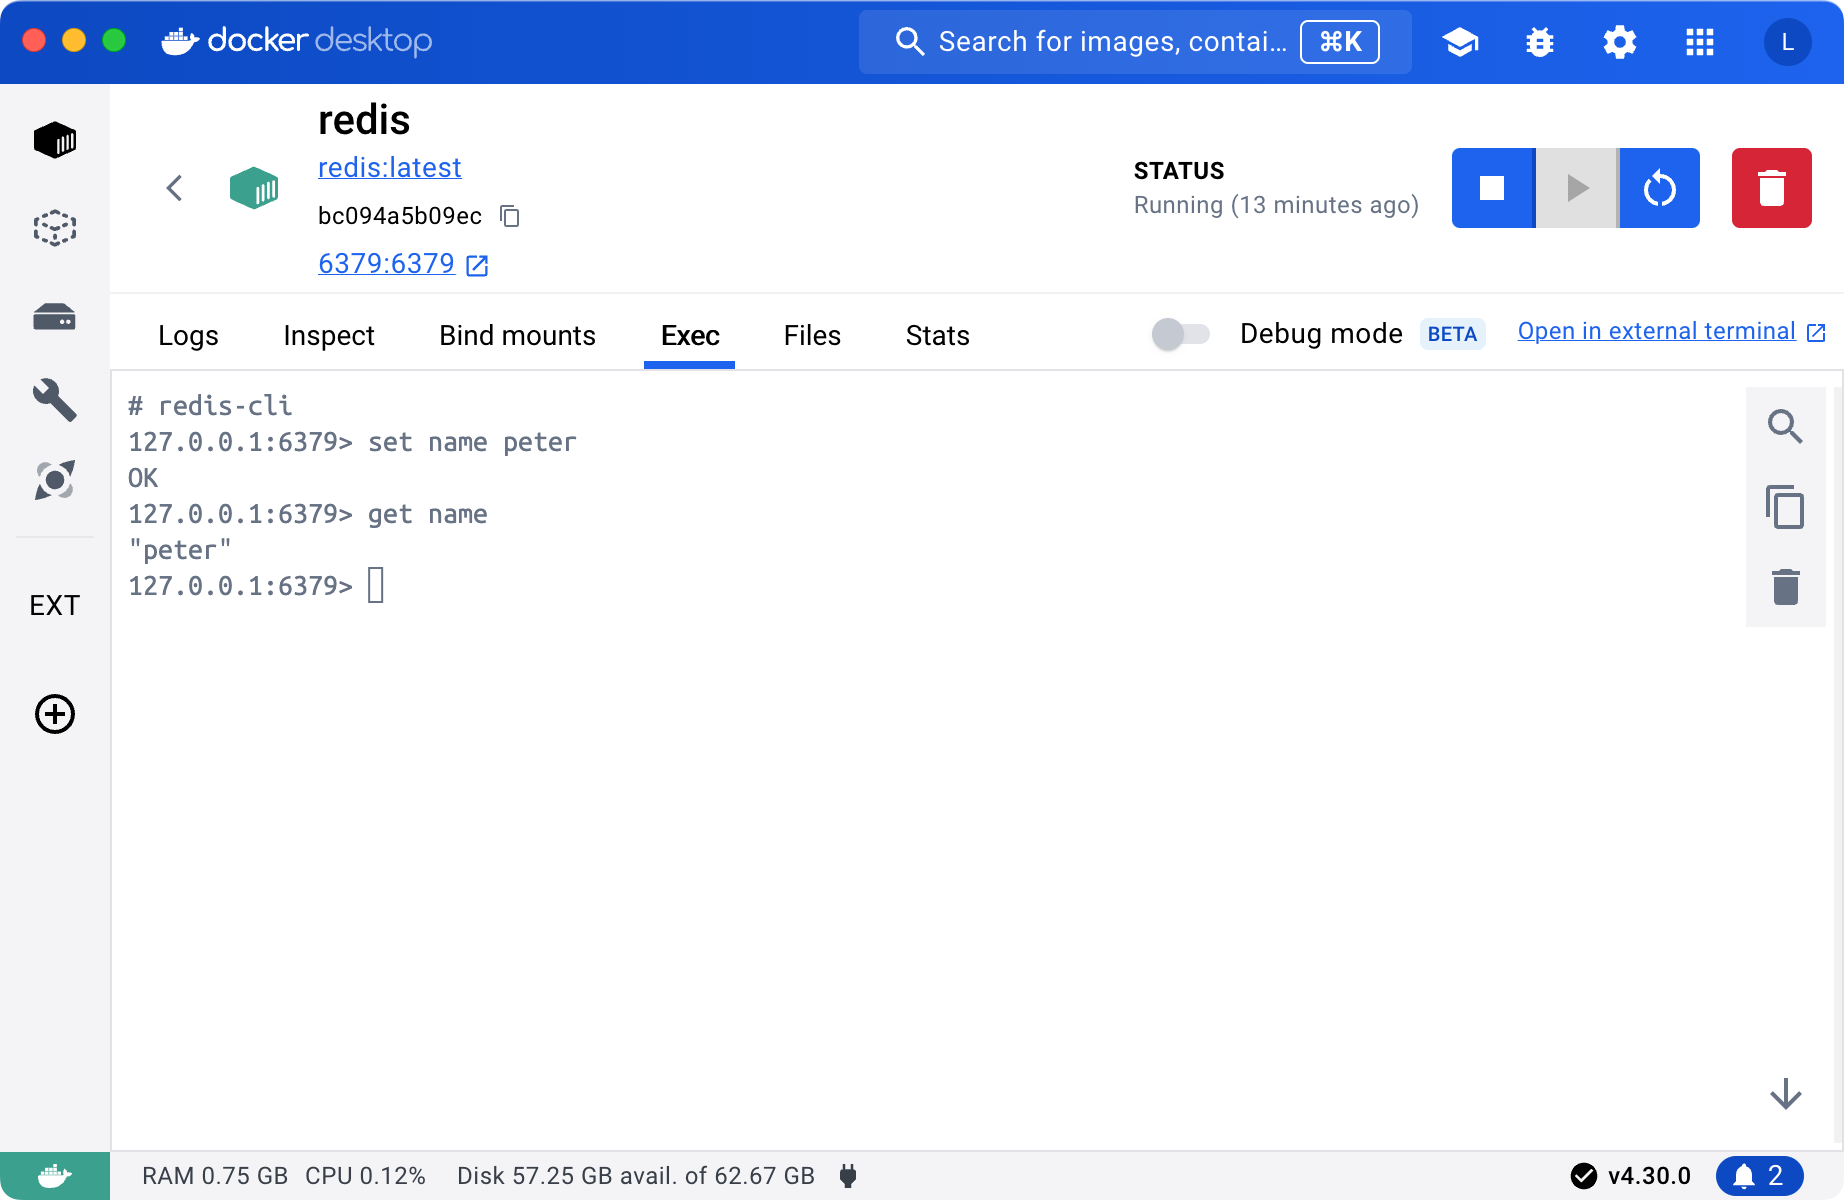 docker desktop
Search for images, contai... ⌘K
L
redis
redis:latest
bc094a5b09ec
6379:6379
STATUS
Running (13 minutes ago)
Logs Inspect Bind mounts Exec Files Stats
Debug mode BETA Open in external terminal
# redis-cli
127.0.0.1:6379> set name peter
OK
127.0.0.1:6379> get name
"peter"
127.0.0.1:6379>
EXT
RAM 0.75 GB CPU 0.12% Disk 57.25 GB avail. of 62.67 GB
v4.30.0 2